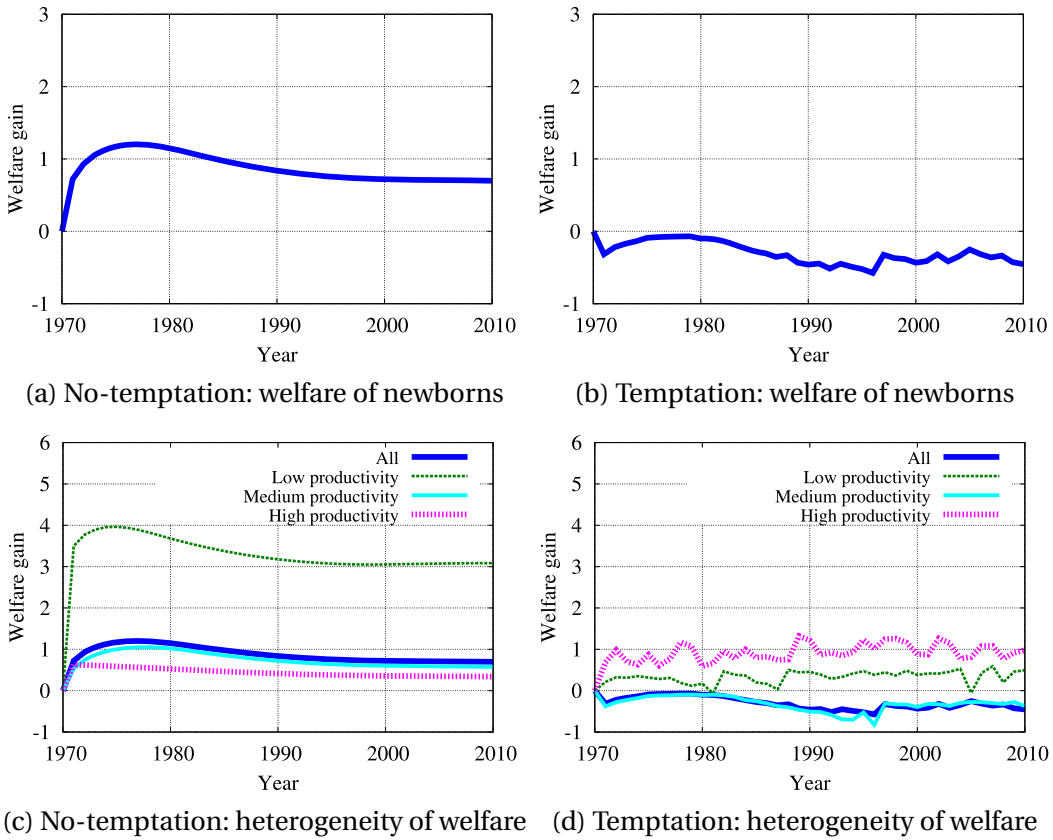 3
2
1
0
-1
Welfare gain
1970 1980 1990 2000 2010
Year
(a) No-temptation: welfare of newborns
3
2
1
0
-1
Welfare gain
1970 1980 1990 2000 2010
Year
(b) Temptation: welfare of newborns
6
5
4
3
2
1
0
-1
Welfare gain
All
Low productivity
Medium productivity
High productivity
1970 1980 1990 2000 2010
Year
(c) No-temptation: heterogeneity of welfare
6
5
4
3
2
1
0
-1
Welfare gain
All
Low productivity
Medium productivity
High productivity
1970 1980 1990 2000 2010
Year
(d) Temptation: heterogeneity of welfare